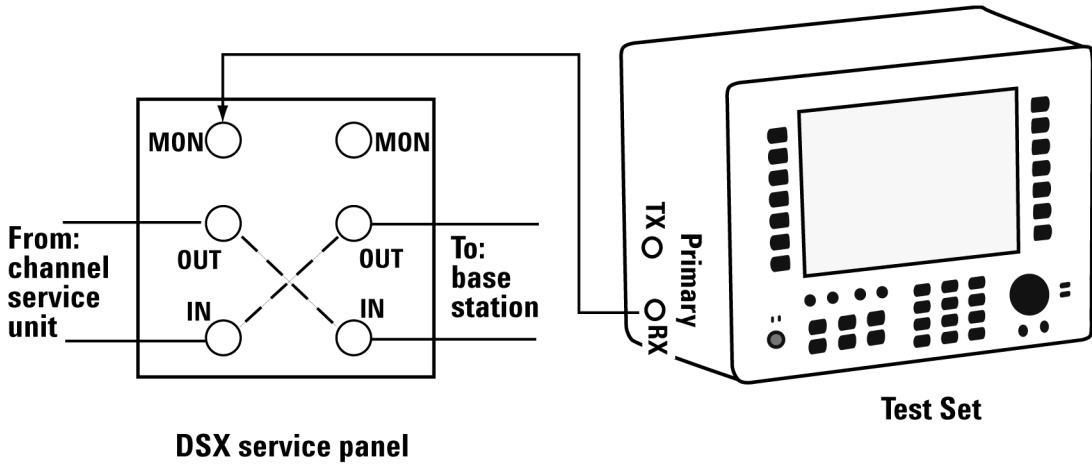 MON
MON
From:
channel
service
unit
OUT
OUT
To:
base
station
IN
IN
TX
RX
Primary
Test Set
DSX service panel